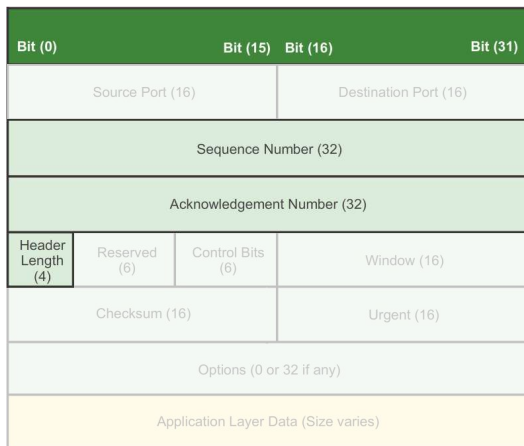 Bit (0) Bit (15) Bit (16) Bit (31)
Source Port (16) Destination Port (16)
Sequence Number (32)
Acknowledgement Number (32)
Header
Length
(4)
Reserved
(6)
Control Bits
(6)
Window (16)
Checksum (16) Urgent (16)
Options (0 or 32 if any)
Application Layer Data (Size varies)